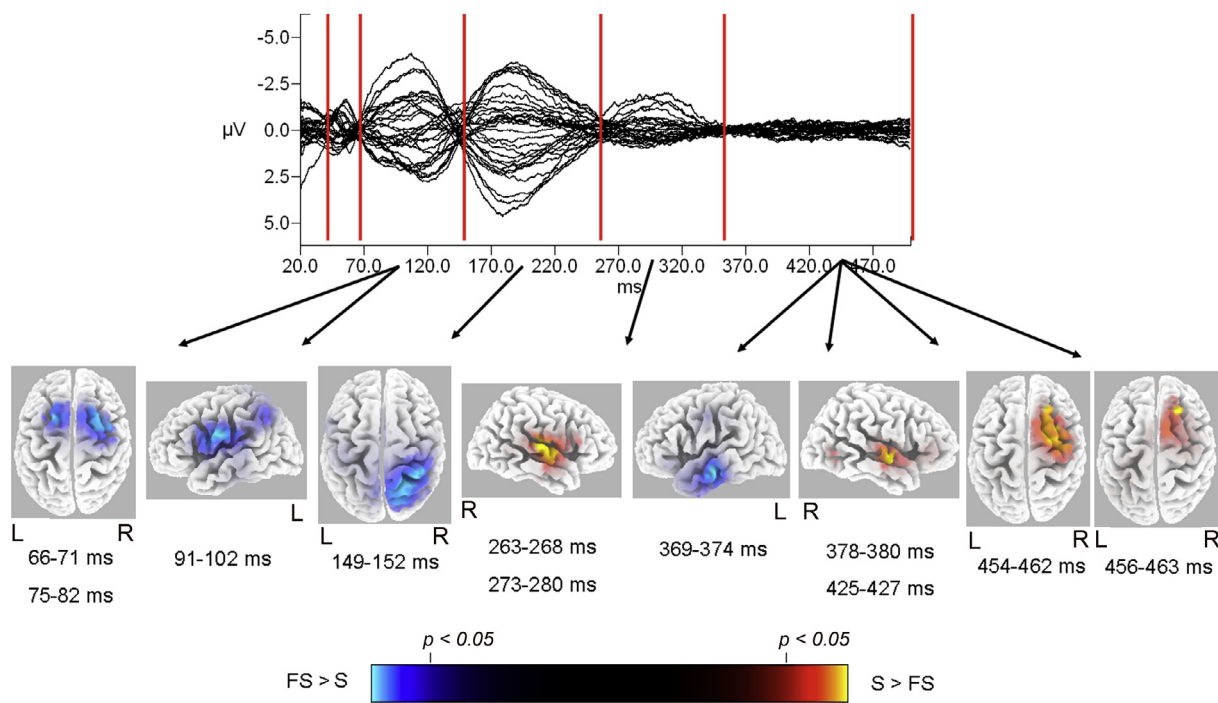 -5.0
-2.5
µV 0.0
2.5
5.0
20.0 70.0 120.0 170.0 220.0 270.0 320.0 370.0 420.0 470.0
ms
L R L L R R L R L R L R
66-71 ms 91-102 ms 149-152 ms 263-268 ms 369-374 ms 378-380 ms 454-462 ms 456-463 ms
75-82 ms 273-280 ms 425-427 ms
p < 0.05 p < 0.05
FS > S S > FS